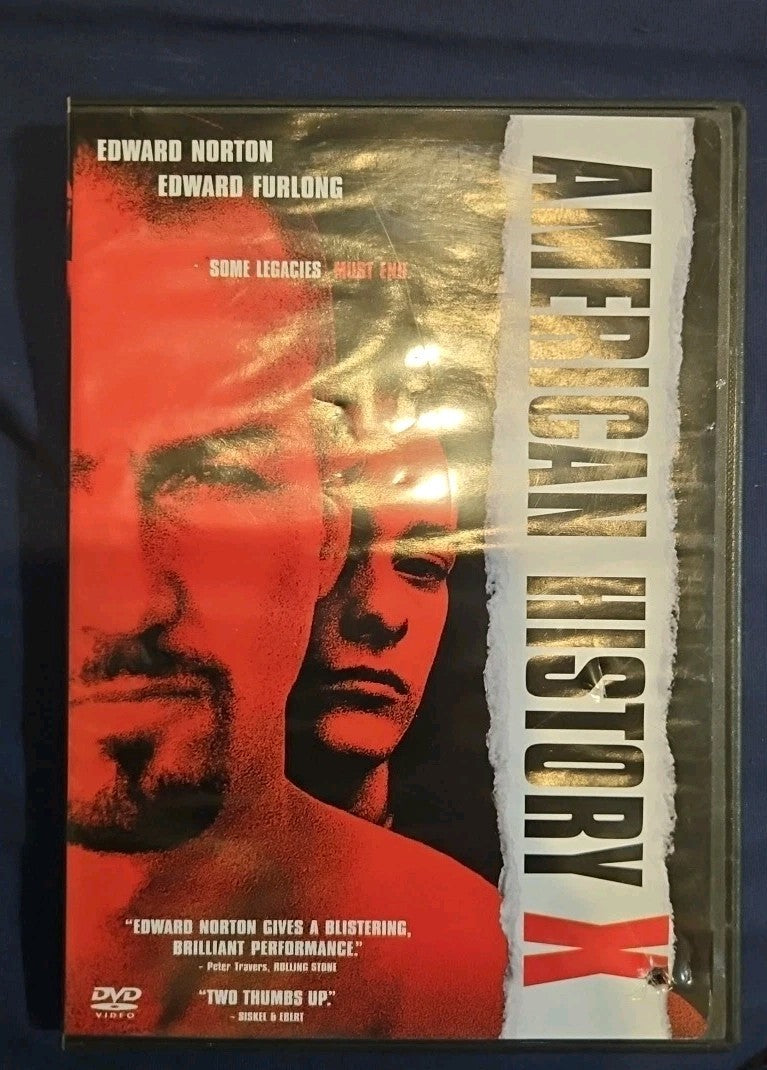 EDWARD NORTON
EDWARD FURLONG
SOME LEGACIES MUST END
AMERICAN HISTORY X
"EDWARD NORTON GIVES A BLISTERING,
BRILLIANT PERFORMANCE."
- Peter Travers, ROLLING STONE
"TWO THUMBS UP."
- SISKEL & EBERT
DVD
VIDEO